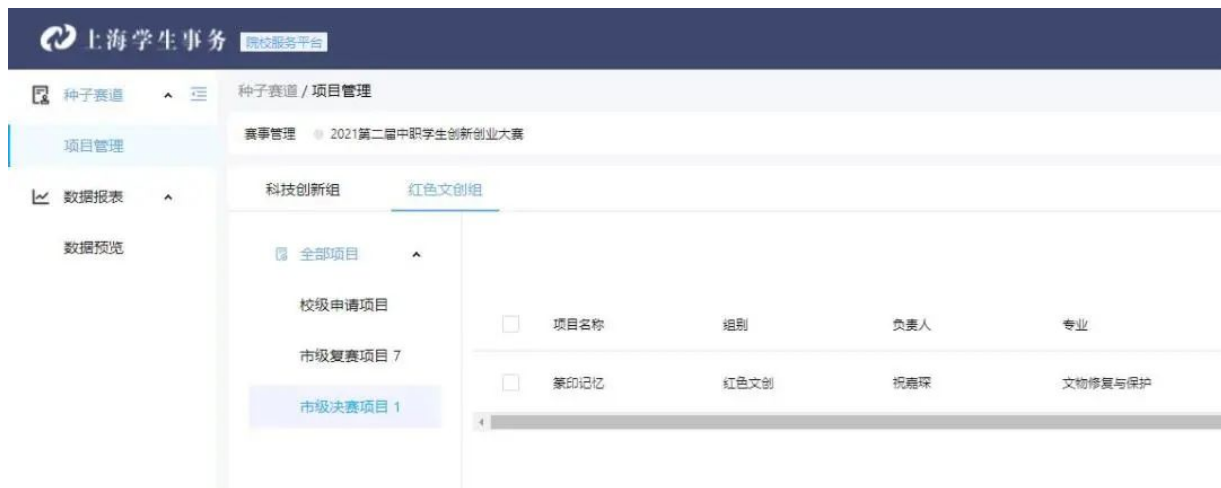 上海学生事务 院校服务平台
种子赛道
项目管理
数据报表
数据预览
种子赛道 / 项目管理
赛事管理 2021第二届中职学生创新创业大赛
科技创新组 红色文创组
全部项目
校级申请项目
市级复赛项目 7
市级决赛项目 1
项目名称 组别 负责人 专业
篆印记忆 红色文创 祝嘉琛 文物修复与保护